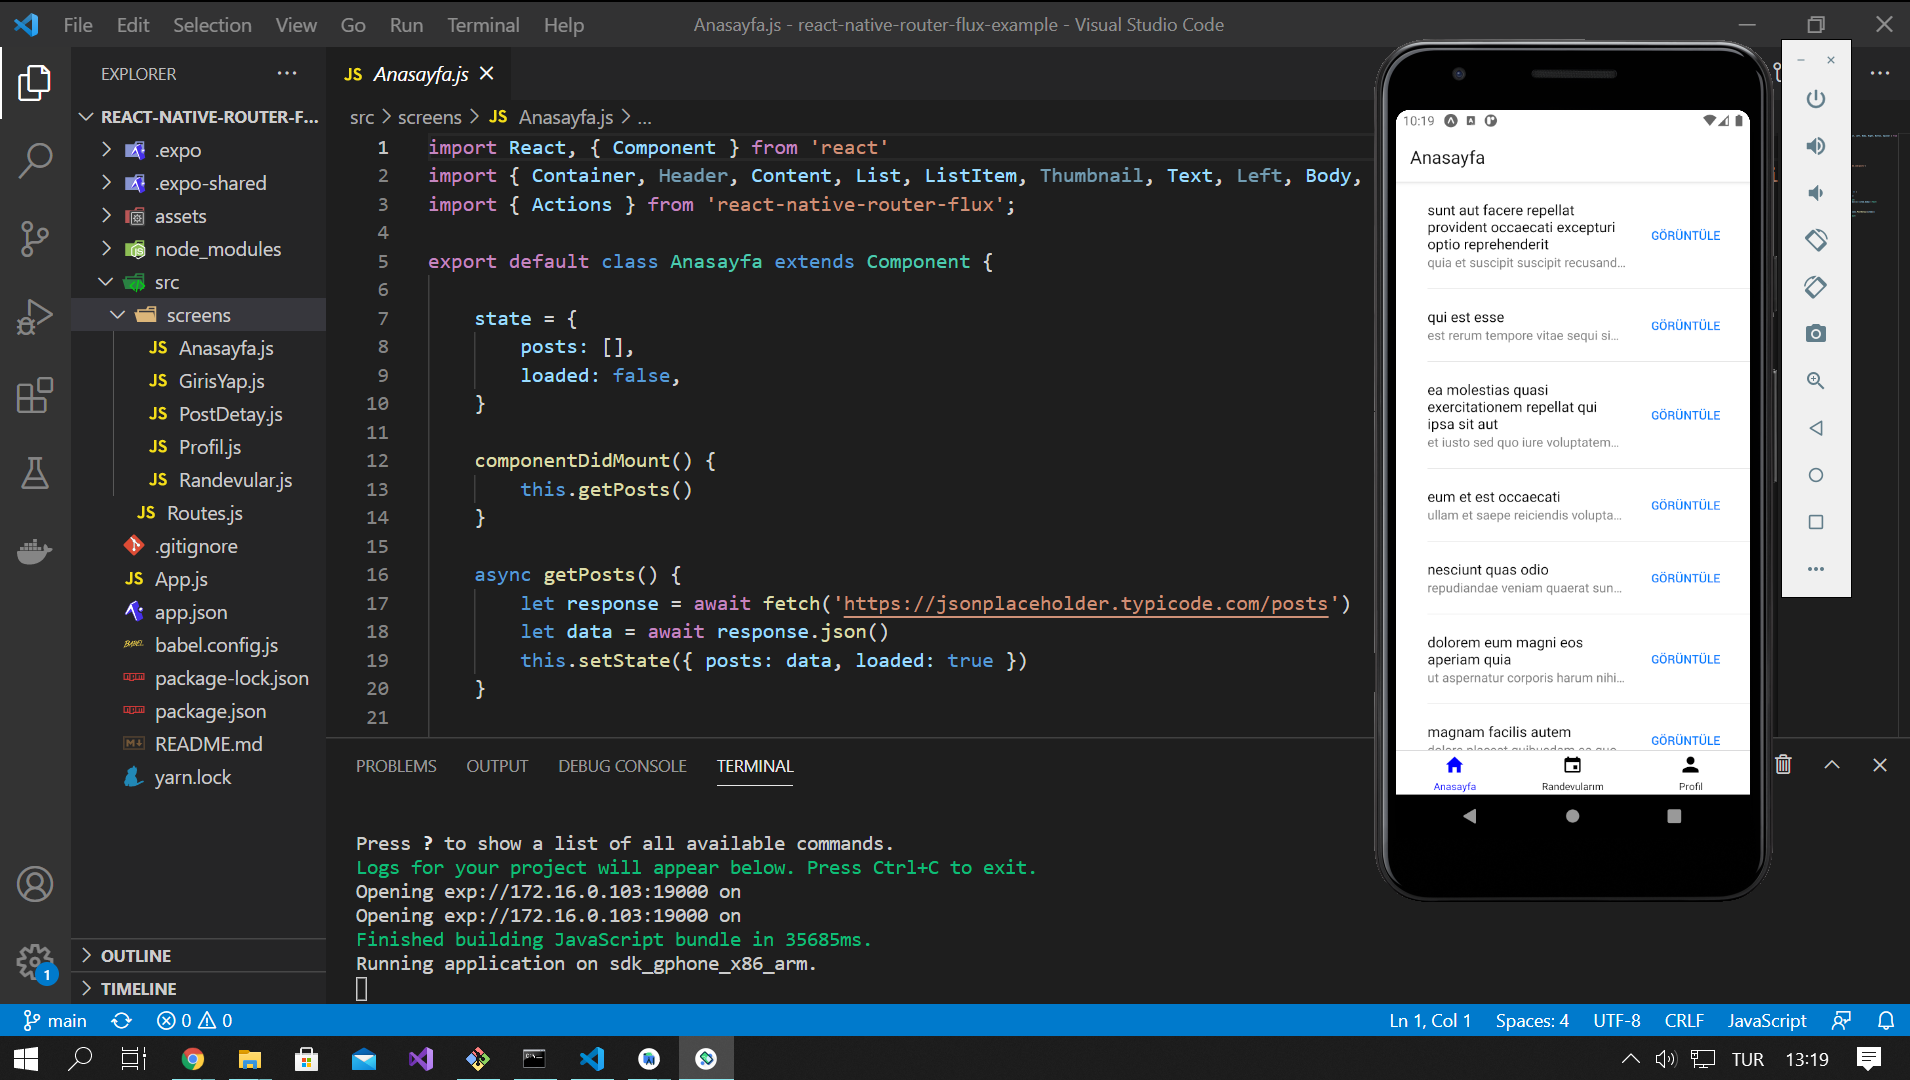 File Edit Selection View Go Run Terminal Help
Anasayfa.js - react-native-router-flux-example - Visual Studio Code
EXPLORER
REACT-NATIVE-ROUTER-F...
.expo
.expo-shared
assets
node_modules
src
screens
JS Anasayfa.js
JS GirisYap.js
JS PostDetay.js
JS Profil.js
JS Randevular.js
JS Routes.js
.gitignore
JS App.js
app.json
babel.config.js
package-lock.json
package.json
README.md
yarn.lock
OUTLINE
TIMELINE
1
JS Anasayfa.js
src > screens > JS Anasayfa.js > ...
1 import React, { Component } from 'react'
2 import { Container, Header, Content, List, ListItem, Thumbnail, Text, Left, Body,
3 import { Actions } from 'react-native-router-flux';
4
5 export default class Anasayfa extends Component {
6
7 state = {
8 posts: [],
9 loaded: false,
10 }
11
12 componentDidMount() {
13 this.getPosts()
14 }
15
16 async getPosts() {
17 let response = await fetch('https://jsonplaceholder.typicode.com/posts')
18 let data = await response.json()
19 this.setState({ posts: data, loaded: true })
20 }
21
PROBLEMS OUTPUT DEBUG CONSOLE TERMINAL
Press ? to show a list of all available commands.
Logs for your project will appear below. Press Ctrl+C to exit.
Opening exp://172.16.0.103:19000 on
Opening exp://172.16.0.103:19000 on
Finished building JavaScript bundle in 35685ms.
Running application on sdk_gphone_x86_arm.
10:19
Anasayfa
sunt aut facere repellat
provident occaecati excepturi
optio reprehenderit
quia et suscipit suscipit recusand...
GÖRÜNTÜLE
qui est esse
est rerum tempore vitae sequi si...
GÖRÜNTÜLE
ea molestias quasi
exercitationem repellat qui
ipsa sit aut
et iusto sed quo iure voluptatem...
GÖRÜNTÜLE
eum et est occaecati
ullam et saepe reiciendis volupta...
GÖRÜNTÜLE
nesciunt quas odio
repudiandae veniam quaerat sun...
GÖRÜNTÜLE
dolorem eum magni eos
aperiam quia
ut aspernatur corporis harum nihi...
GÖRÜNTÜLE
magnam facilis autem
GÖRÜNTÜLE
Anasayfa Randevularım Profil
main
0 0
Ln 1, Col 1 Spaces: 4 UTF-8 CRLF JavaScript
TUR 13:19